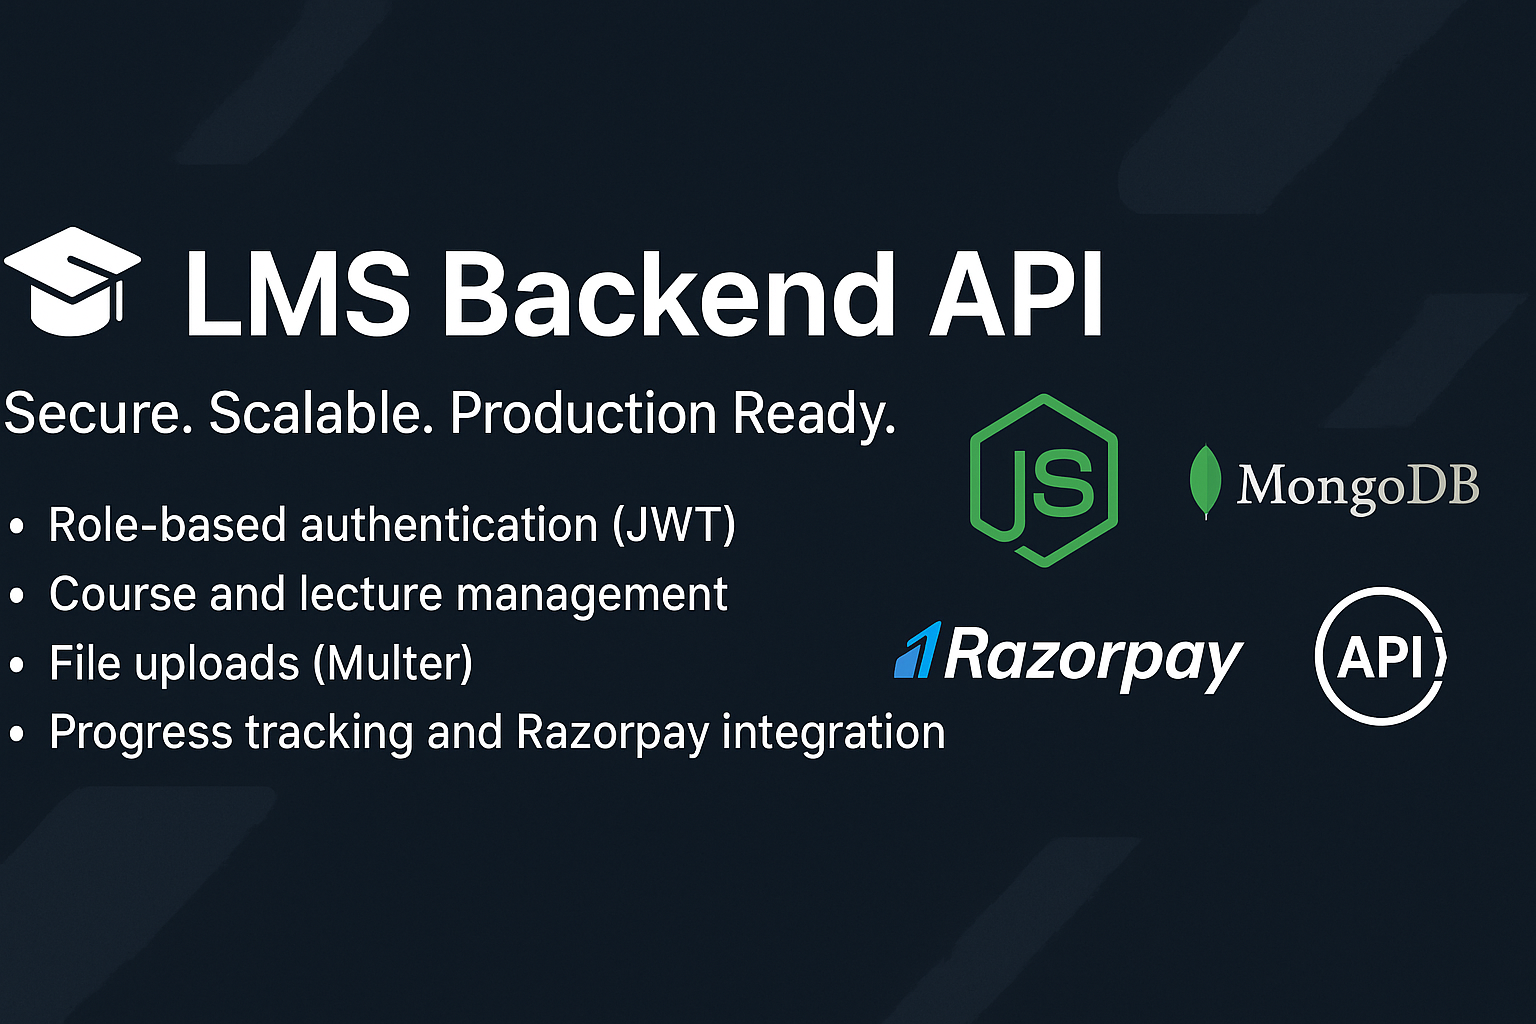 LMS Backend API
Secure. Scalable. Production Ready.
• Role-based authentication (JWT)
• Course and lecture management
• File uploads (Multer)
• Progress tracking and Razorpay integration
JS
MongoDB
Razorpay
API